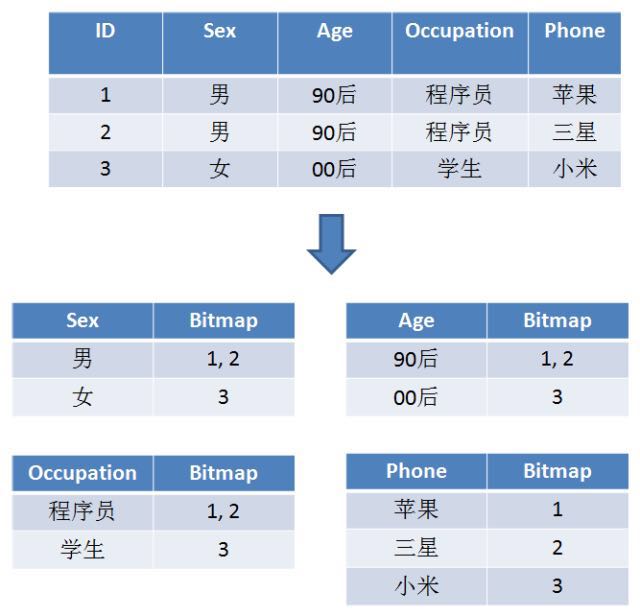 ID Sex Age Occupation Phone
1 男 90后 程序员 苹果
2 男 90后 程序员 三星
3 女 00后 学生 小米
Sex Bitmap
男 1, 2
女 3
Age Bitmap
90后 1, 2
00后 3
Occupation Bitmap
程序员 1, 2
学生 3
Phone Bitmap
苹果 1
三星 2
小米 3